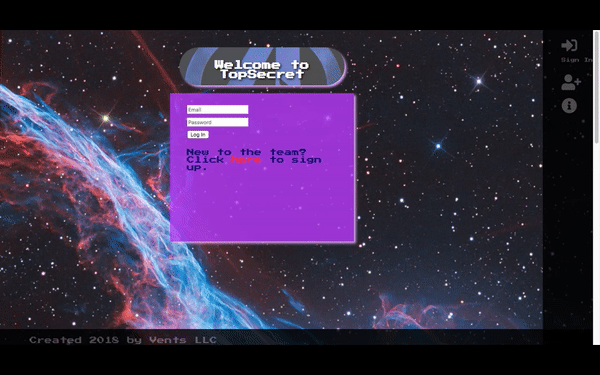 Welcome to
TopSecret
Sign In
Email
Password
Log In
New to the team?
Click here to sign
up.
Created 2018 by Vents LLC